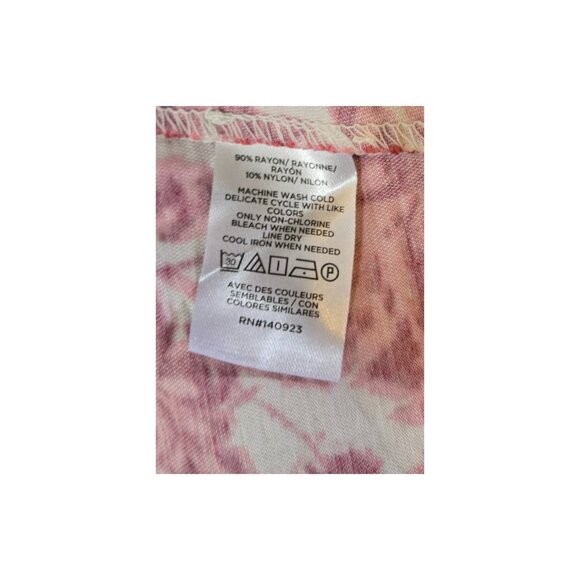 90% RAYON/ RAYONNE/
RAYÓN
10% NYLON/ NILÓN
MACHINE WASH COLD
DELICATE CYCLE WITH LIKE
COLORS
ONLY NON-CHLORINE
BLEACH WHEN NEEDED
LINE DRY
COOL IRON WHEN NEEDED
30 P
AVEC DES COULEURS
SEMBLABLES / CON
COLORES SIMILARES
RN#140923